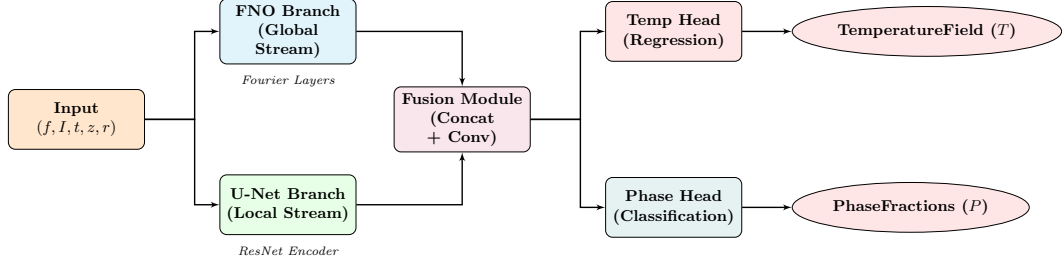 FNO Branch
(Global
Stream)
Fourier Layers
Input
(f, I, t, z, r)
U-Net Branch
(Local Stream)
ResNet Encoder
Fusion Module
(Concat
+ Conv)
Temp Head
(Regression)
TemperatureField (T)
Phase Head
(Classification)
PhaseFractions (P)